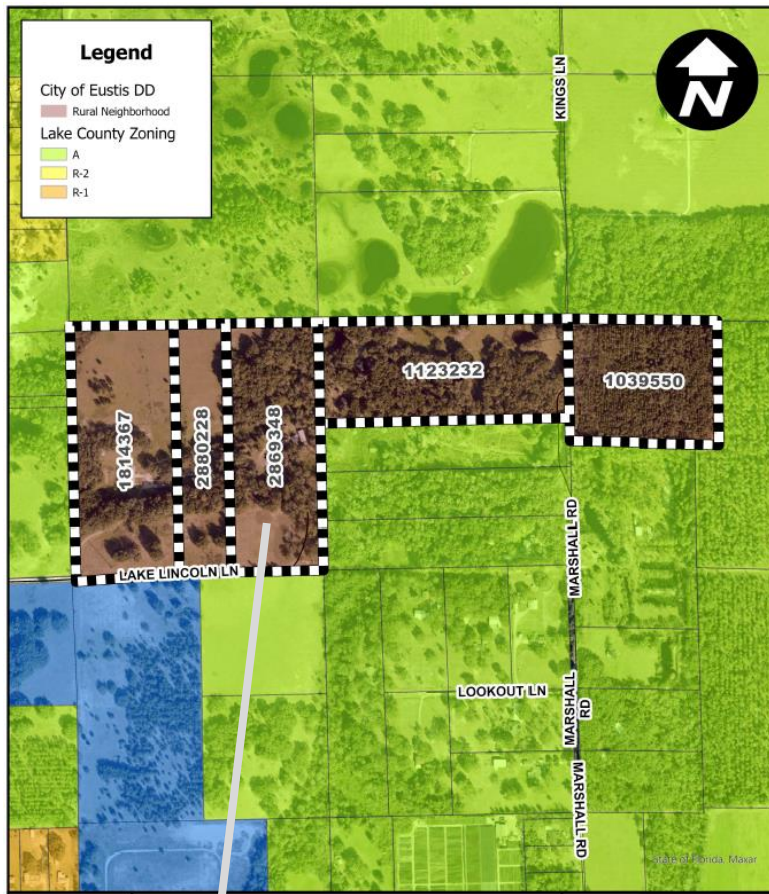 Legend
City of Eustis DD
Rural Neighborhood
Lake County Zoning
A
R-2
R-1
KINGS LN
N
1814367
2880228
2869348
1123232
1039550
LAKE LINCOLN LN
MARSHALL RD
LOOKOUT LN
MARSHALL
RD
MARSHALL RD
State of Florida, Maxar